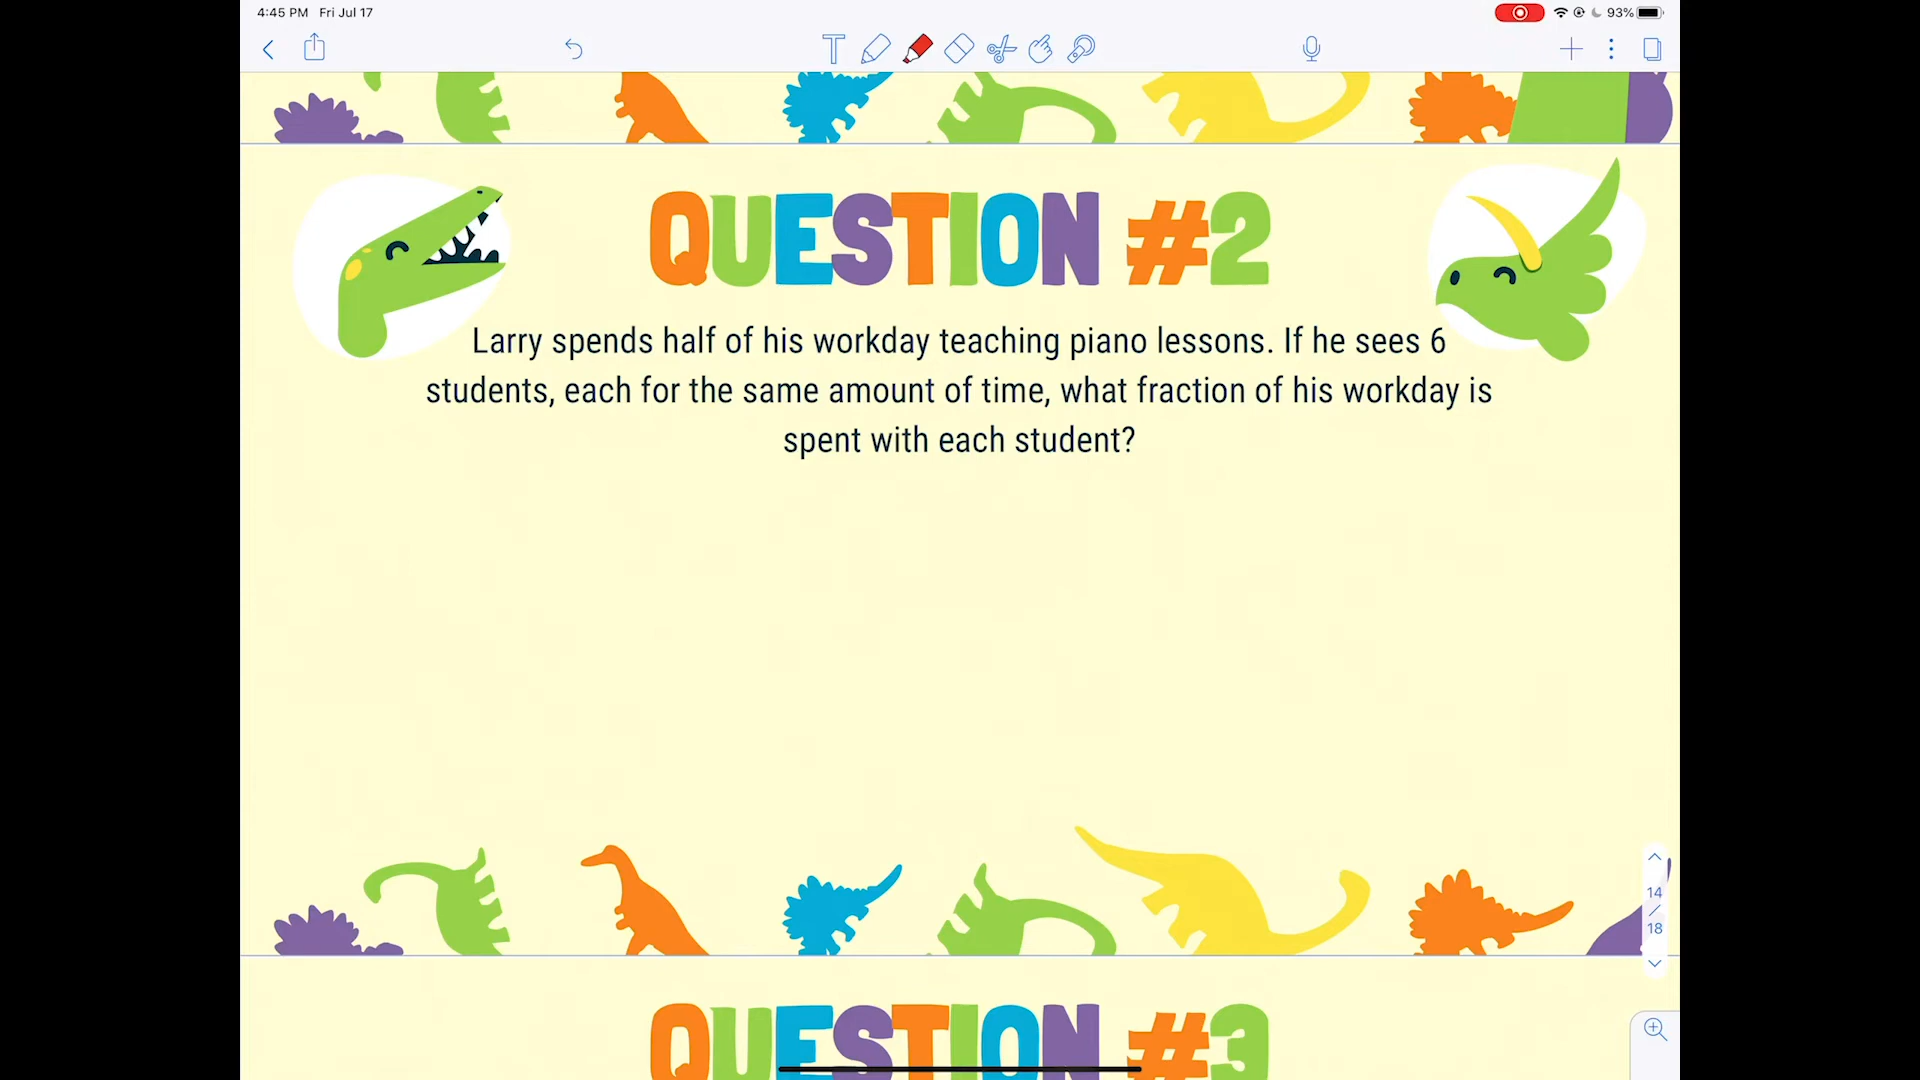 4:45 PM Fri Jul 17
93%
QUESTION #2
Larry spends half of his workday teaching piano lessons. If he sees 6
students, each for the same amount of time, what fraction of his workday is
spent with each student?
14
18
QUESTION #3